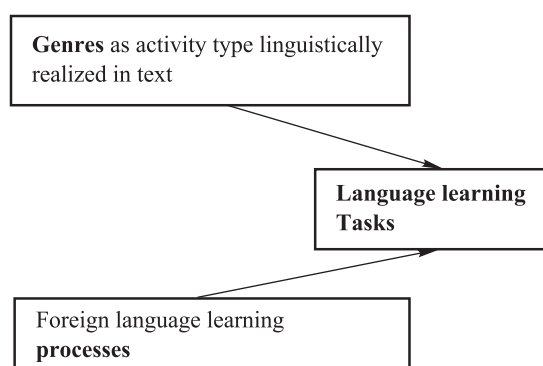 Genres as activity type linguistically
realized in text
Language learning
Tasks
Foreign language learning
processes